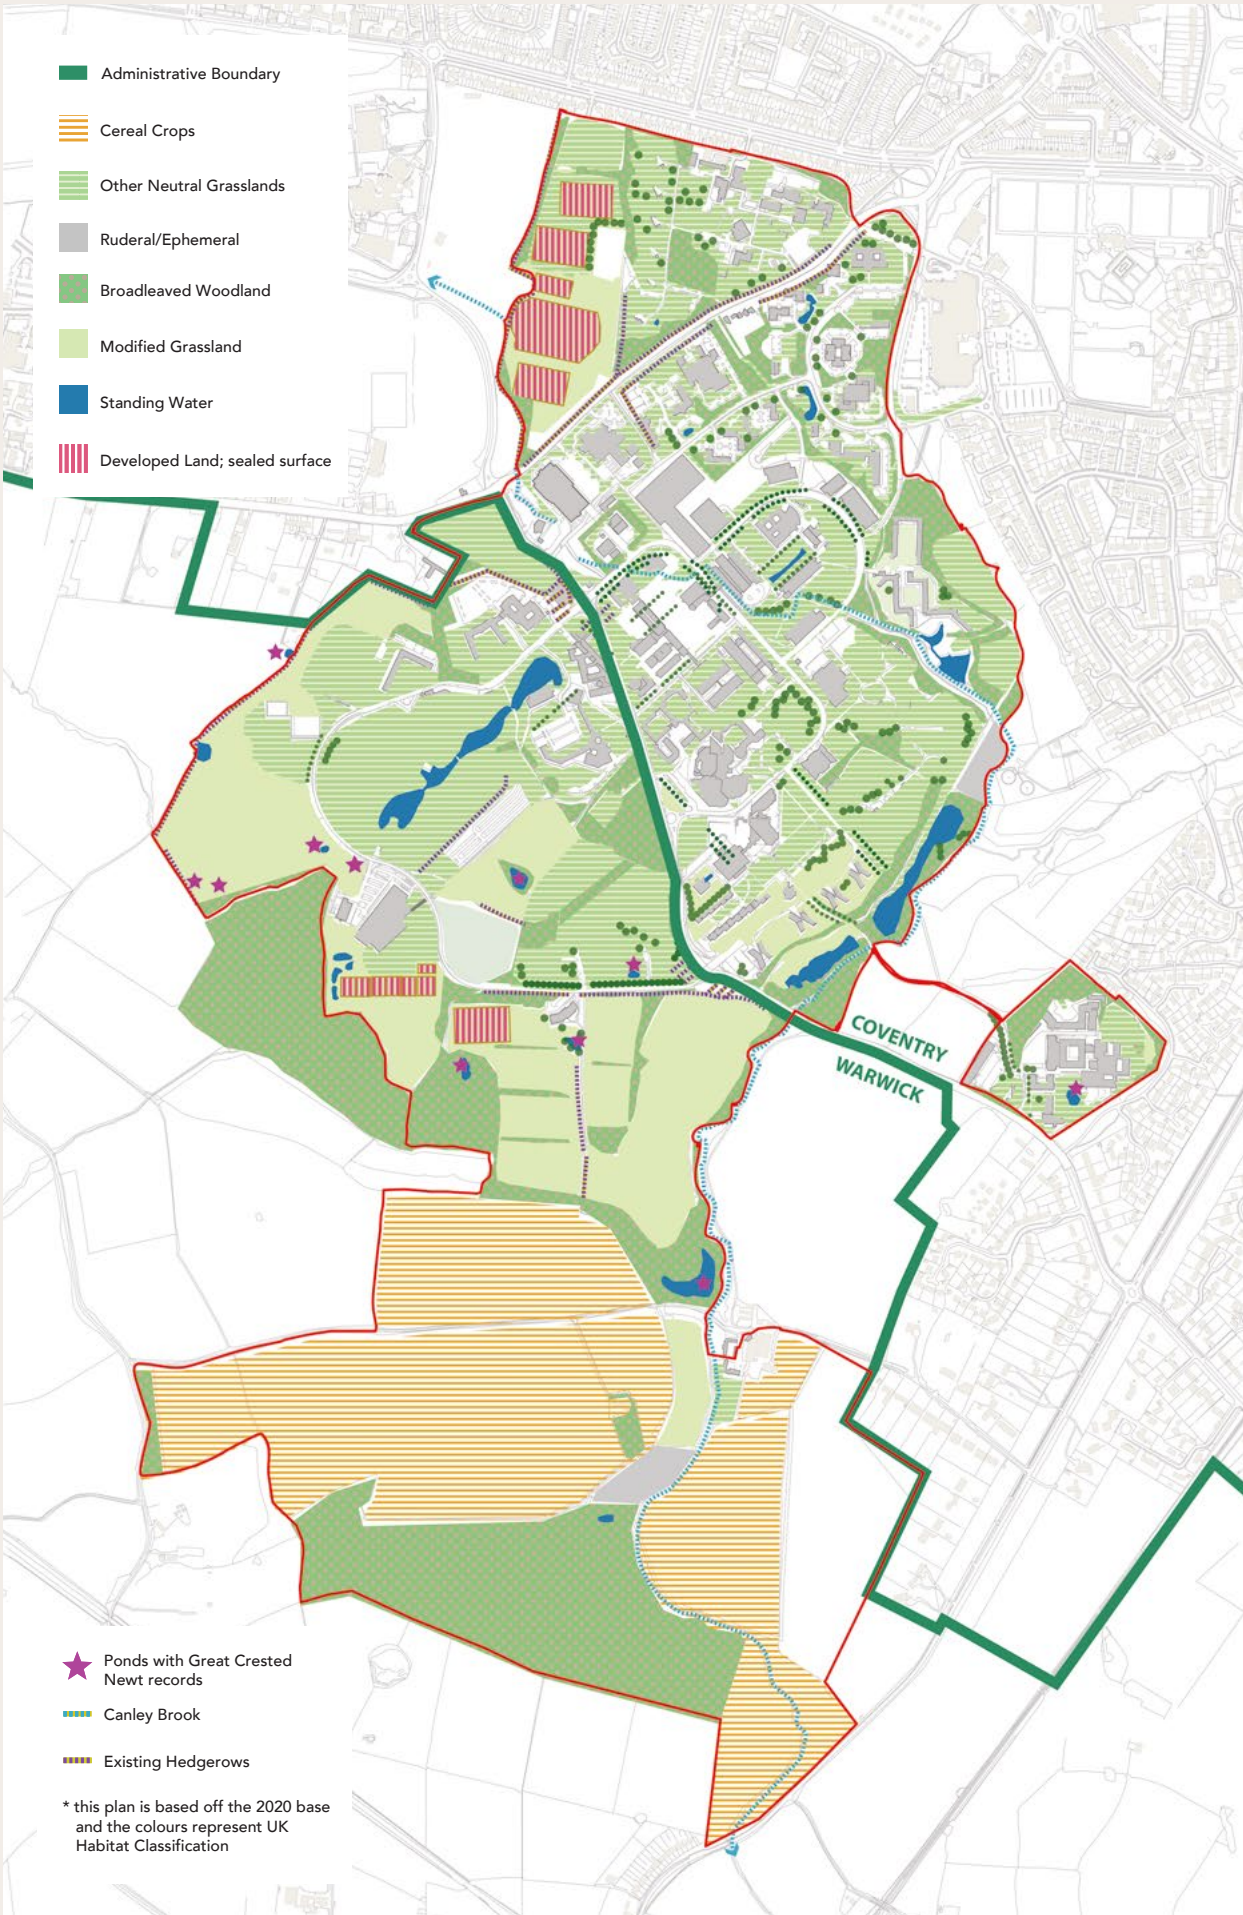 Administrative Boundary
Cereal Crops
Other Neutral Grasslands
Ruderal/Ephemeral
Broadleaved Woodland
Modified Grassland
Standing Water
Developed Land; sealed surface
COVENTRY
WARWICK
Ponds with Great Crested
Newt records
Canley Brook
Existing Hedgerows
* this plan is based off the 2020 base
and the colours represent UK
Habitat Classification